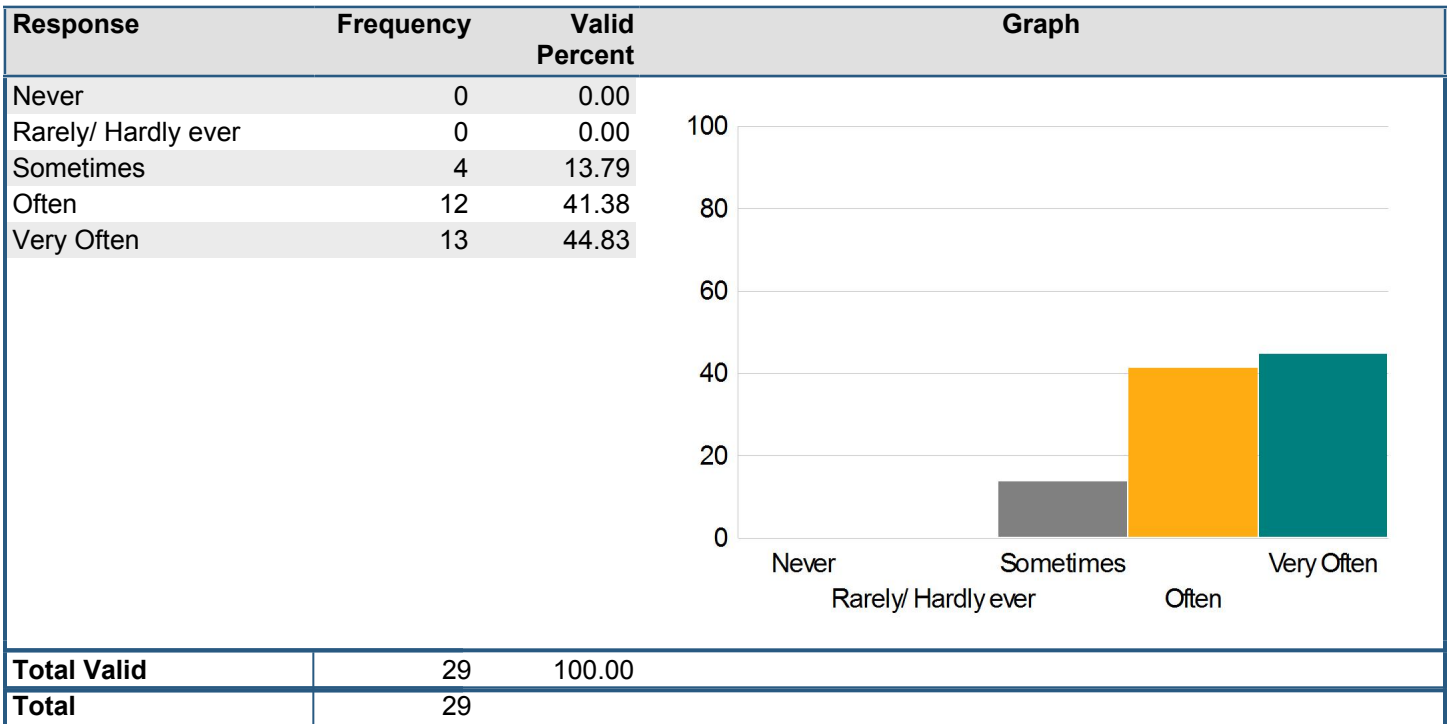 Response Frequency Valid Percent Graph
Never 0 0.00
Rarely/ Hardly ever 0 0.00
Sometimes 4 13.79
Often 12 41.38
Very Often 13 44.83
100
80
60
40
20
0
Never Sometimes Very Often
Rarely/ Hardly ever Often
Total Valid 29 100.00
Total 29